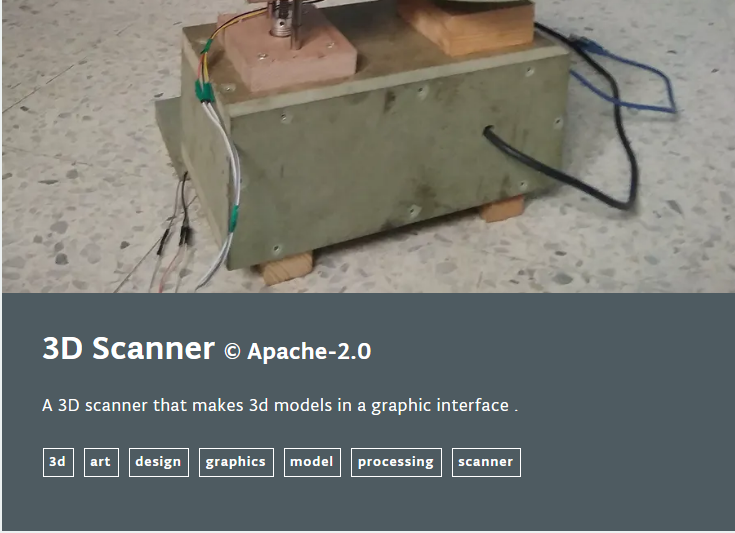 3D Scanner © Apache-2.0
A 3D scanner that makes 3d models in a graphic interface .
3d art design graphics model processing scanner